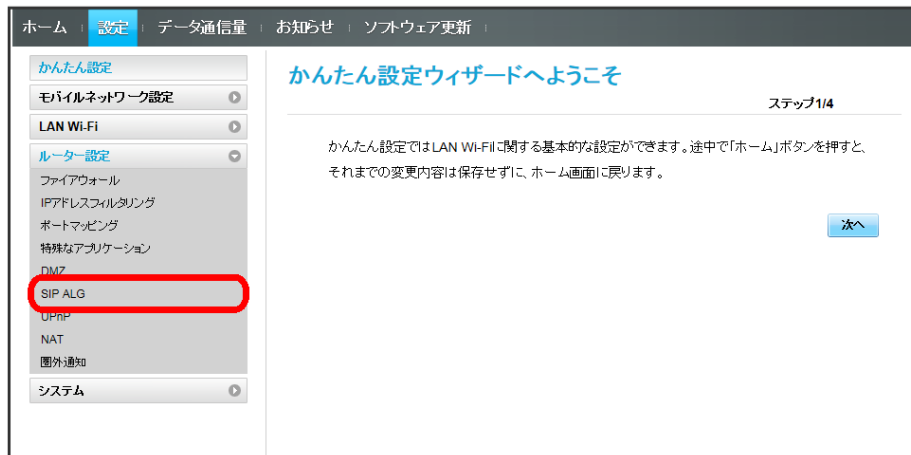 ホーム 設定 データ通信量 お知らせ ソフトウェア更新
かんたん設定
モバイルネットワーク設定
LAN Wi-Fi
ルーター設定
ファイアウォール
IPアドレスフィルタリング
ポートマッピング
特殊なアプリケーション
DMZ
SIP ALG
UPnP
NAT
圏外通知
システム
かんたん設定ウィザードへようこそ
ステップ1/4
かんたん設定ではLAN Wi-Fiに関する基本的な設定ができます。途中で「ホーム」ボタンを押すと、
それまでの変更内容は保存せずに、ホーム画面に戻ります。
次へ